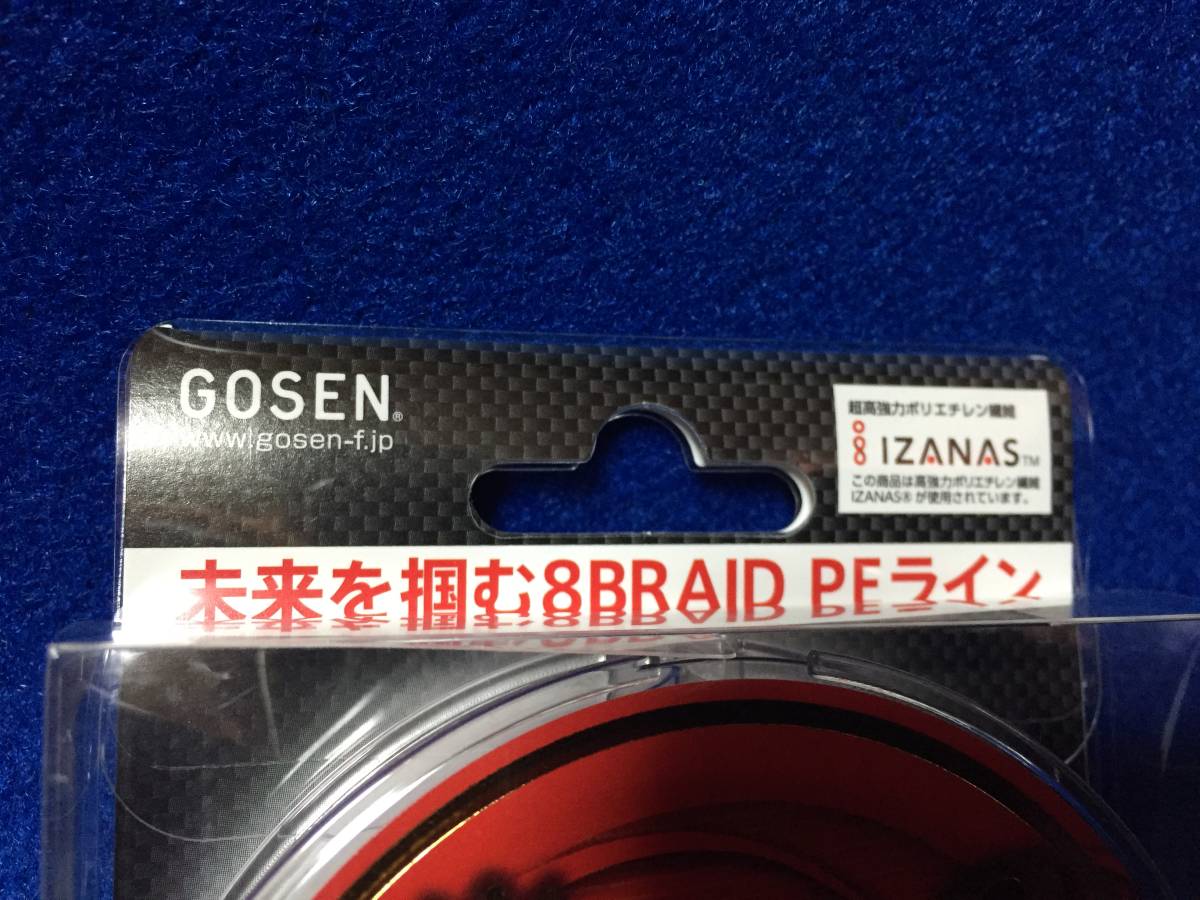 GOSEN®
www.gosen-f.jp
超高強力ポリエチレン繊維
IZANAS™
この商品は高強力ポリエチレン繊維
IZANAS®が使用されています。
未来を掴む8BRAID PEライン